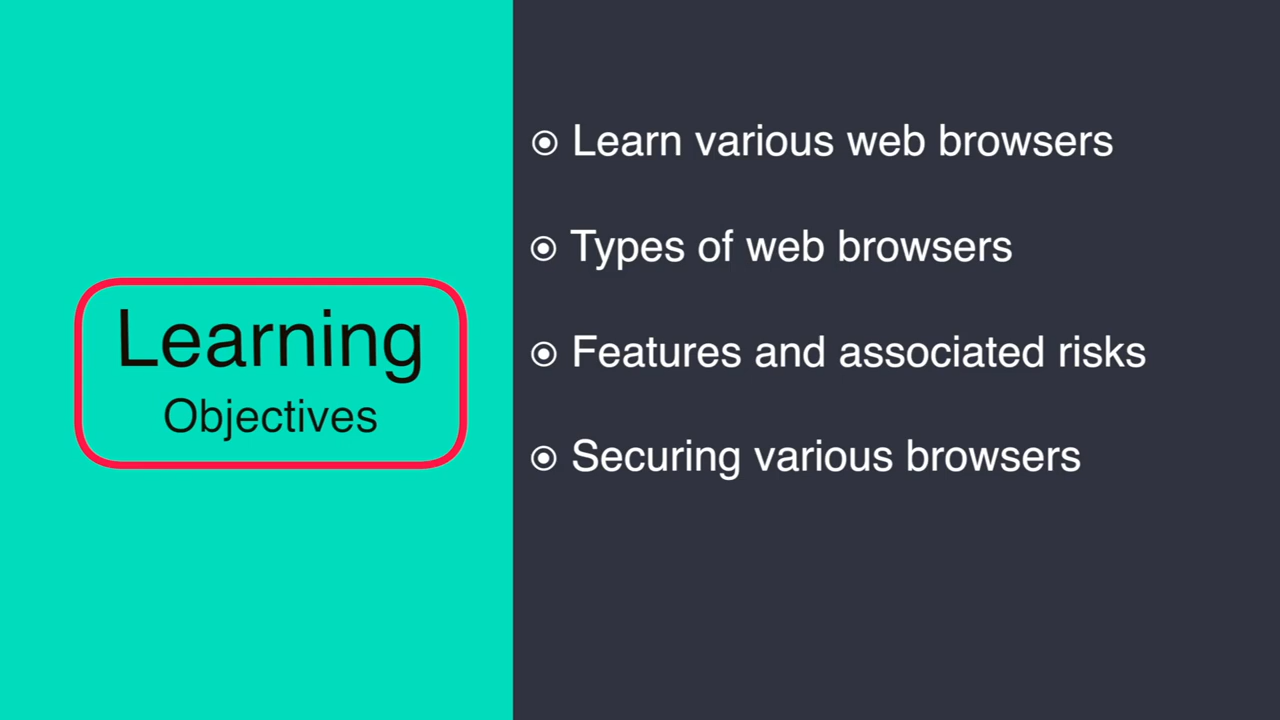 Learning
Objectives
Learn various web browsers
Types of web browsers
Features and associated risks
Securing various browsers